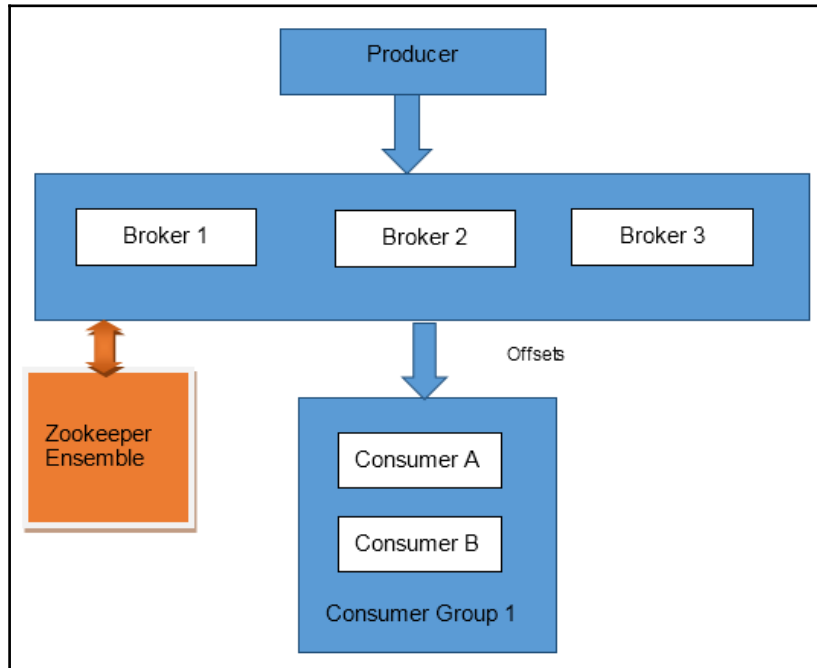 Producer
Broker 1
Broker 2
Broker 3
Offsets
Zookeeper
Ensemble
Consumer A
Consumer B
Consumer Group 1